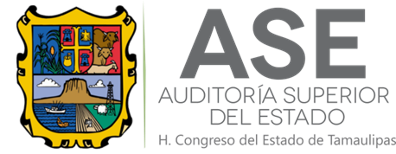 ASE
AUDITORÍA SUPERIOR
DEL ESTADO
H. Congreso del Estado de Tamaulipas